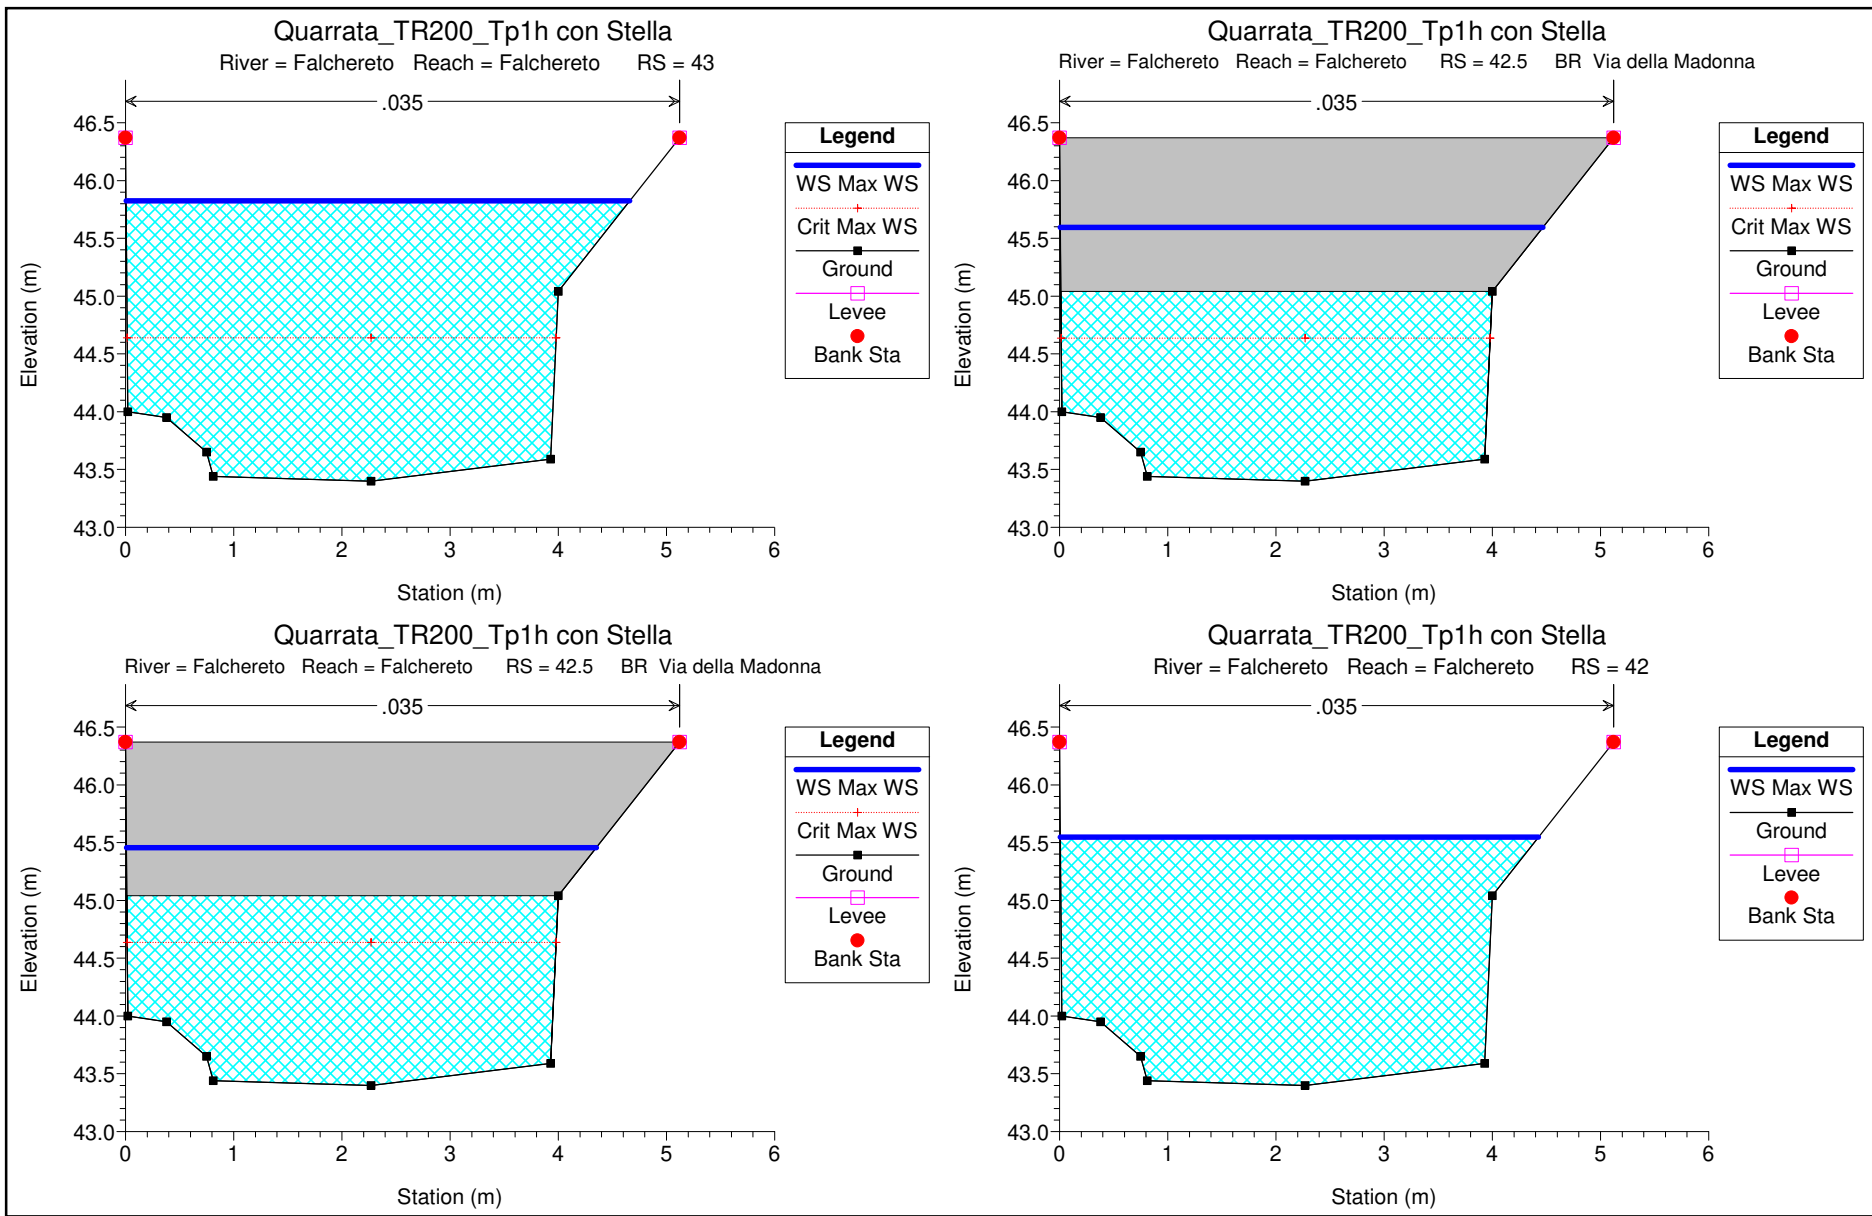 Quarrata_TR200_Tp1h con Stella
River = Falchereto Reach = Falchereto RS = 43
.035
46.5
46.0
45.5
45.0
44.5
44.0
43.5
43.0
0 1 2 3 4 5 6
Elevation (m)
Station (m)
Legend
WS Max WS
Crit Max WS
Ground
Levee
Bank Sta
Quarrata_TR200_Tp1h con Stella
River = Falchereto Reach = Falchereto RS = 42.5 BR Via della Madonna
.035
46.5
46.0
45.5
45.0
44.5
44.0
43.5
43.0
0 1 2 3 4 5 6
Elevation (m)
Station (m)
Legend
WS Max WS
Crit Max WS
Ground
Levee
Bank Sta
Quarrata_TR200_Tp1h con Stella
River = Falchereto Reach = Falchereto RS = 42.5 BR Via della Madonna
.035
46.5
46.0
45.5
45.0
44.5
44.0
43.5
43.0
0 1 2 3 4 5 6
Elevation (m)
Station (m)
Legend
WS Max WS
Crit Max WS
Ground
Levee
Bank Sta
Quarrata_TR200_Tp1h con Stella
River = Falchereto Reach = Falchereto RS = 42
.035
46.5
46.0
45.5
45.0
44.5
44.0
43.5
43.0
0 1 2 3 4 5 6
Elevation (m)
Station (m)
Legend
WS Max WS
Ground
Levee
Bank Sta